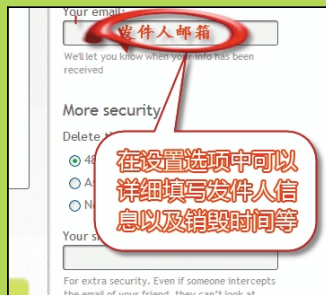 Your email:
发件人邮箱
We'll let you know when your info has been
received
More security
Delete
48
在设置选项中可以
详细填写发件人信
息以及销毁时间等
Your
For extra security. Even if someone intercepts
the email of your friend, they can't look at